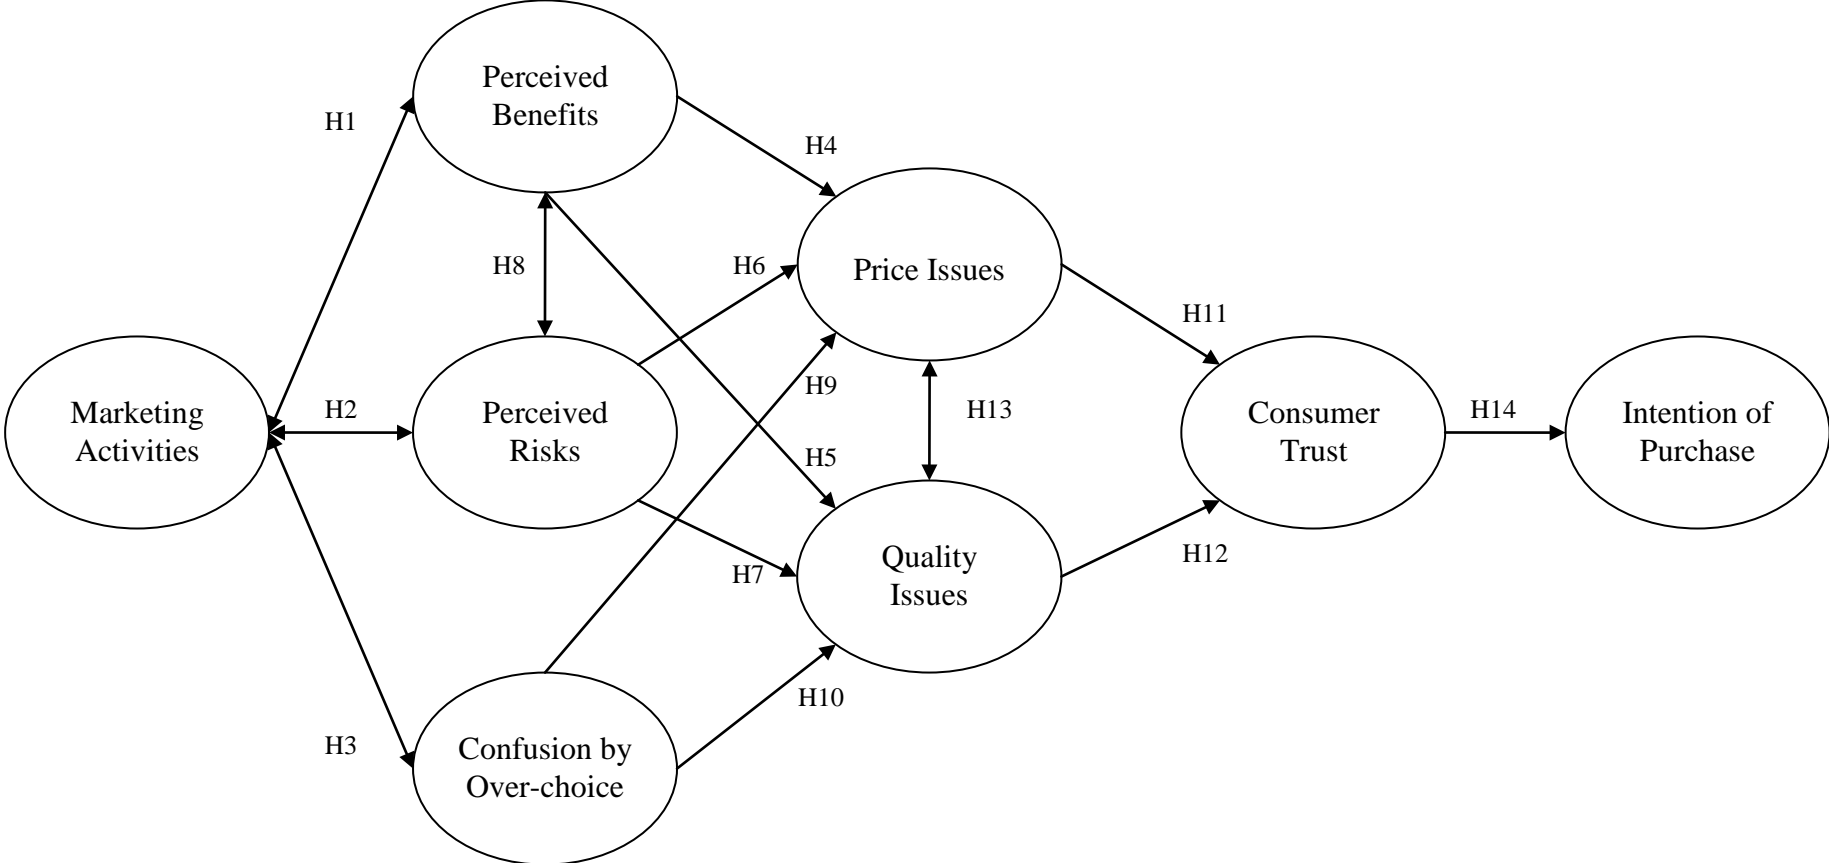 Perceived
Benefits
H1
H4
H8
H6
Price Issues
H11
H9
Marketing
Activities
H2
Perceived
Risks
H13
Consumer
Trust
H14
Intention of
Purchase
H5
H7
Quality
Issues
H12
H10
H3
Confusion by
Over-choice